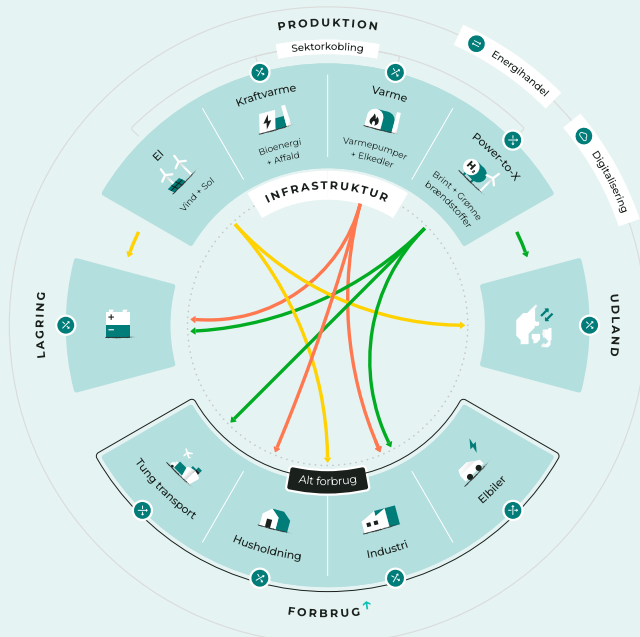 PRODUKTION
Sektorkobling
Energihandel
Digitalisering
El
Vind + Sol
Kraftvarme
Bioenergi
+ Affald
Varme
Varmepumper
+ Elkedler
Power-to-X
H₂
Brint + Grønne
brændstoffer
INFRASTRUKTUR
LAGRING
UDLAND
Alt forbrug
Tung transport
Husholdning
Industri
Elbiler
FORBRUG